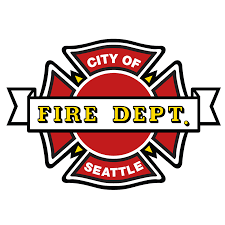 CITY OF
FIRE DEPT.
SEATTLE